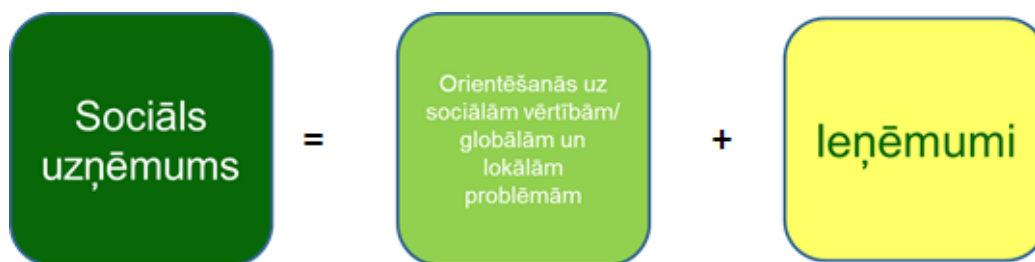 Sociāls
uzņēmums
=
Orientēšanās uz
sociālām vērtībām/
globālām un
lokālām
problēmām
+
Ieņēmumi